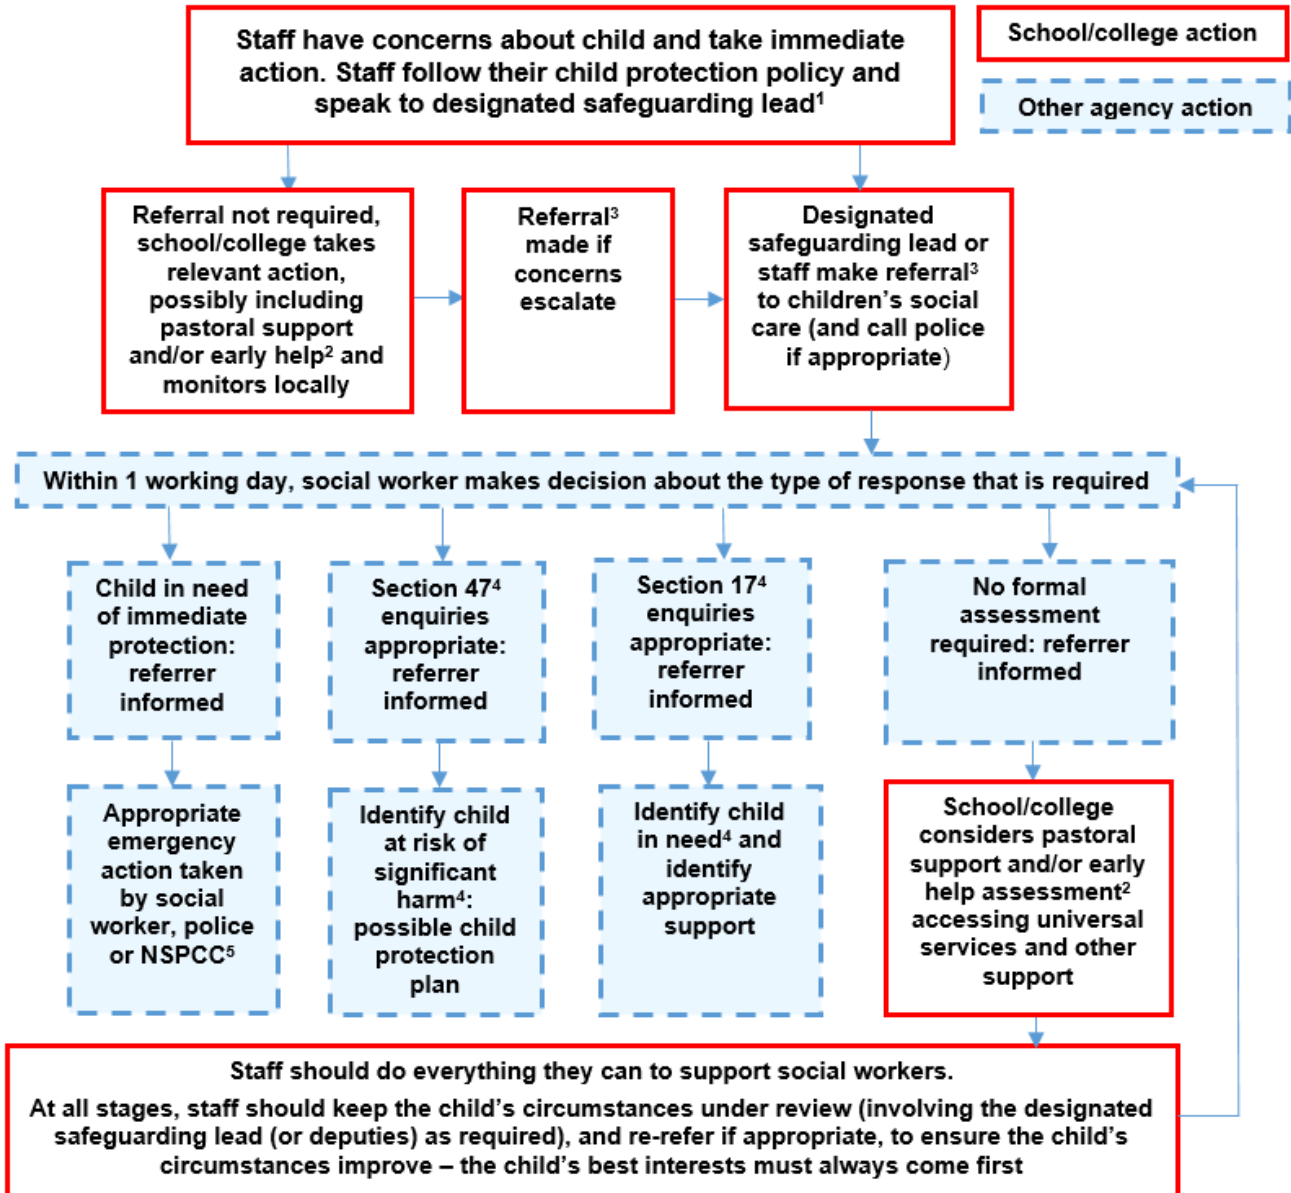 Staff have concerns about child and take immediate
action. Staff follow their child protection policy and
speak to designated safeguarding lead¹
School/college action
Other agency action
Referral not required,
school/college takes
relevant action,
possibly including
pastoral support
and/or early help² and
monitors locally
Referral³
made if
concerns
escalate
Designated
safeguarding lead or
staff make referral³
to children’s social
care (and call police
if appropriate)
Within 1 working day, social worker makes decision about the type of response that is required
Child in need
of immediate
protection:
referrer
informed
Section 47⁴
enquiries
appropriate:
referrer
informed
Section 17⁴
enquiries
appropriate:
referrer
informed
No formal
assessment
required: referrer
informed
Appropriate
emergency
action taken
by social
worker, police
or NSPCC⁵
Identify child
at risk of
significant
harm⁴:
possible child
protection
plan
Identify child
in need⁴ and
identify
appropriate
support
School/college
considers pastoral
support and/or early
help assessment²
accessing universal
services and other
support
Staff should do everything they can to support social workers.
At all stages, staff should keep the child’s circumstances under review (involving the designated
safeguarding lead (or deputies) as required), and re-refer if appropriate, to ensure the child’s
circumstances improve – the child’s best interests must always come first